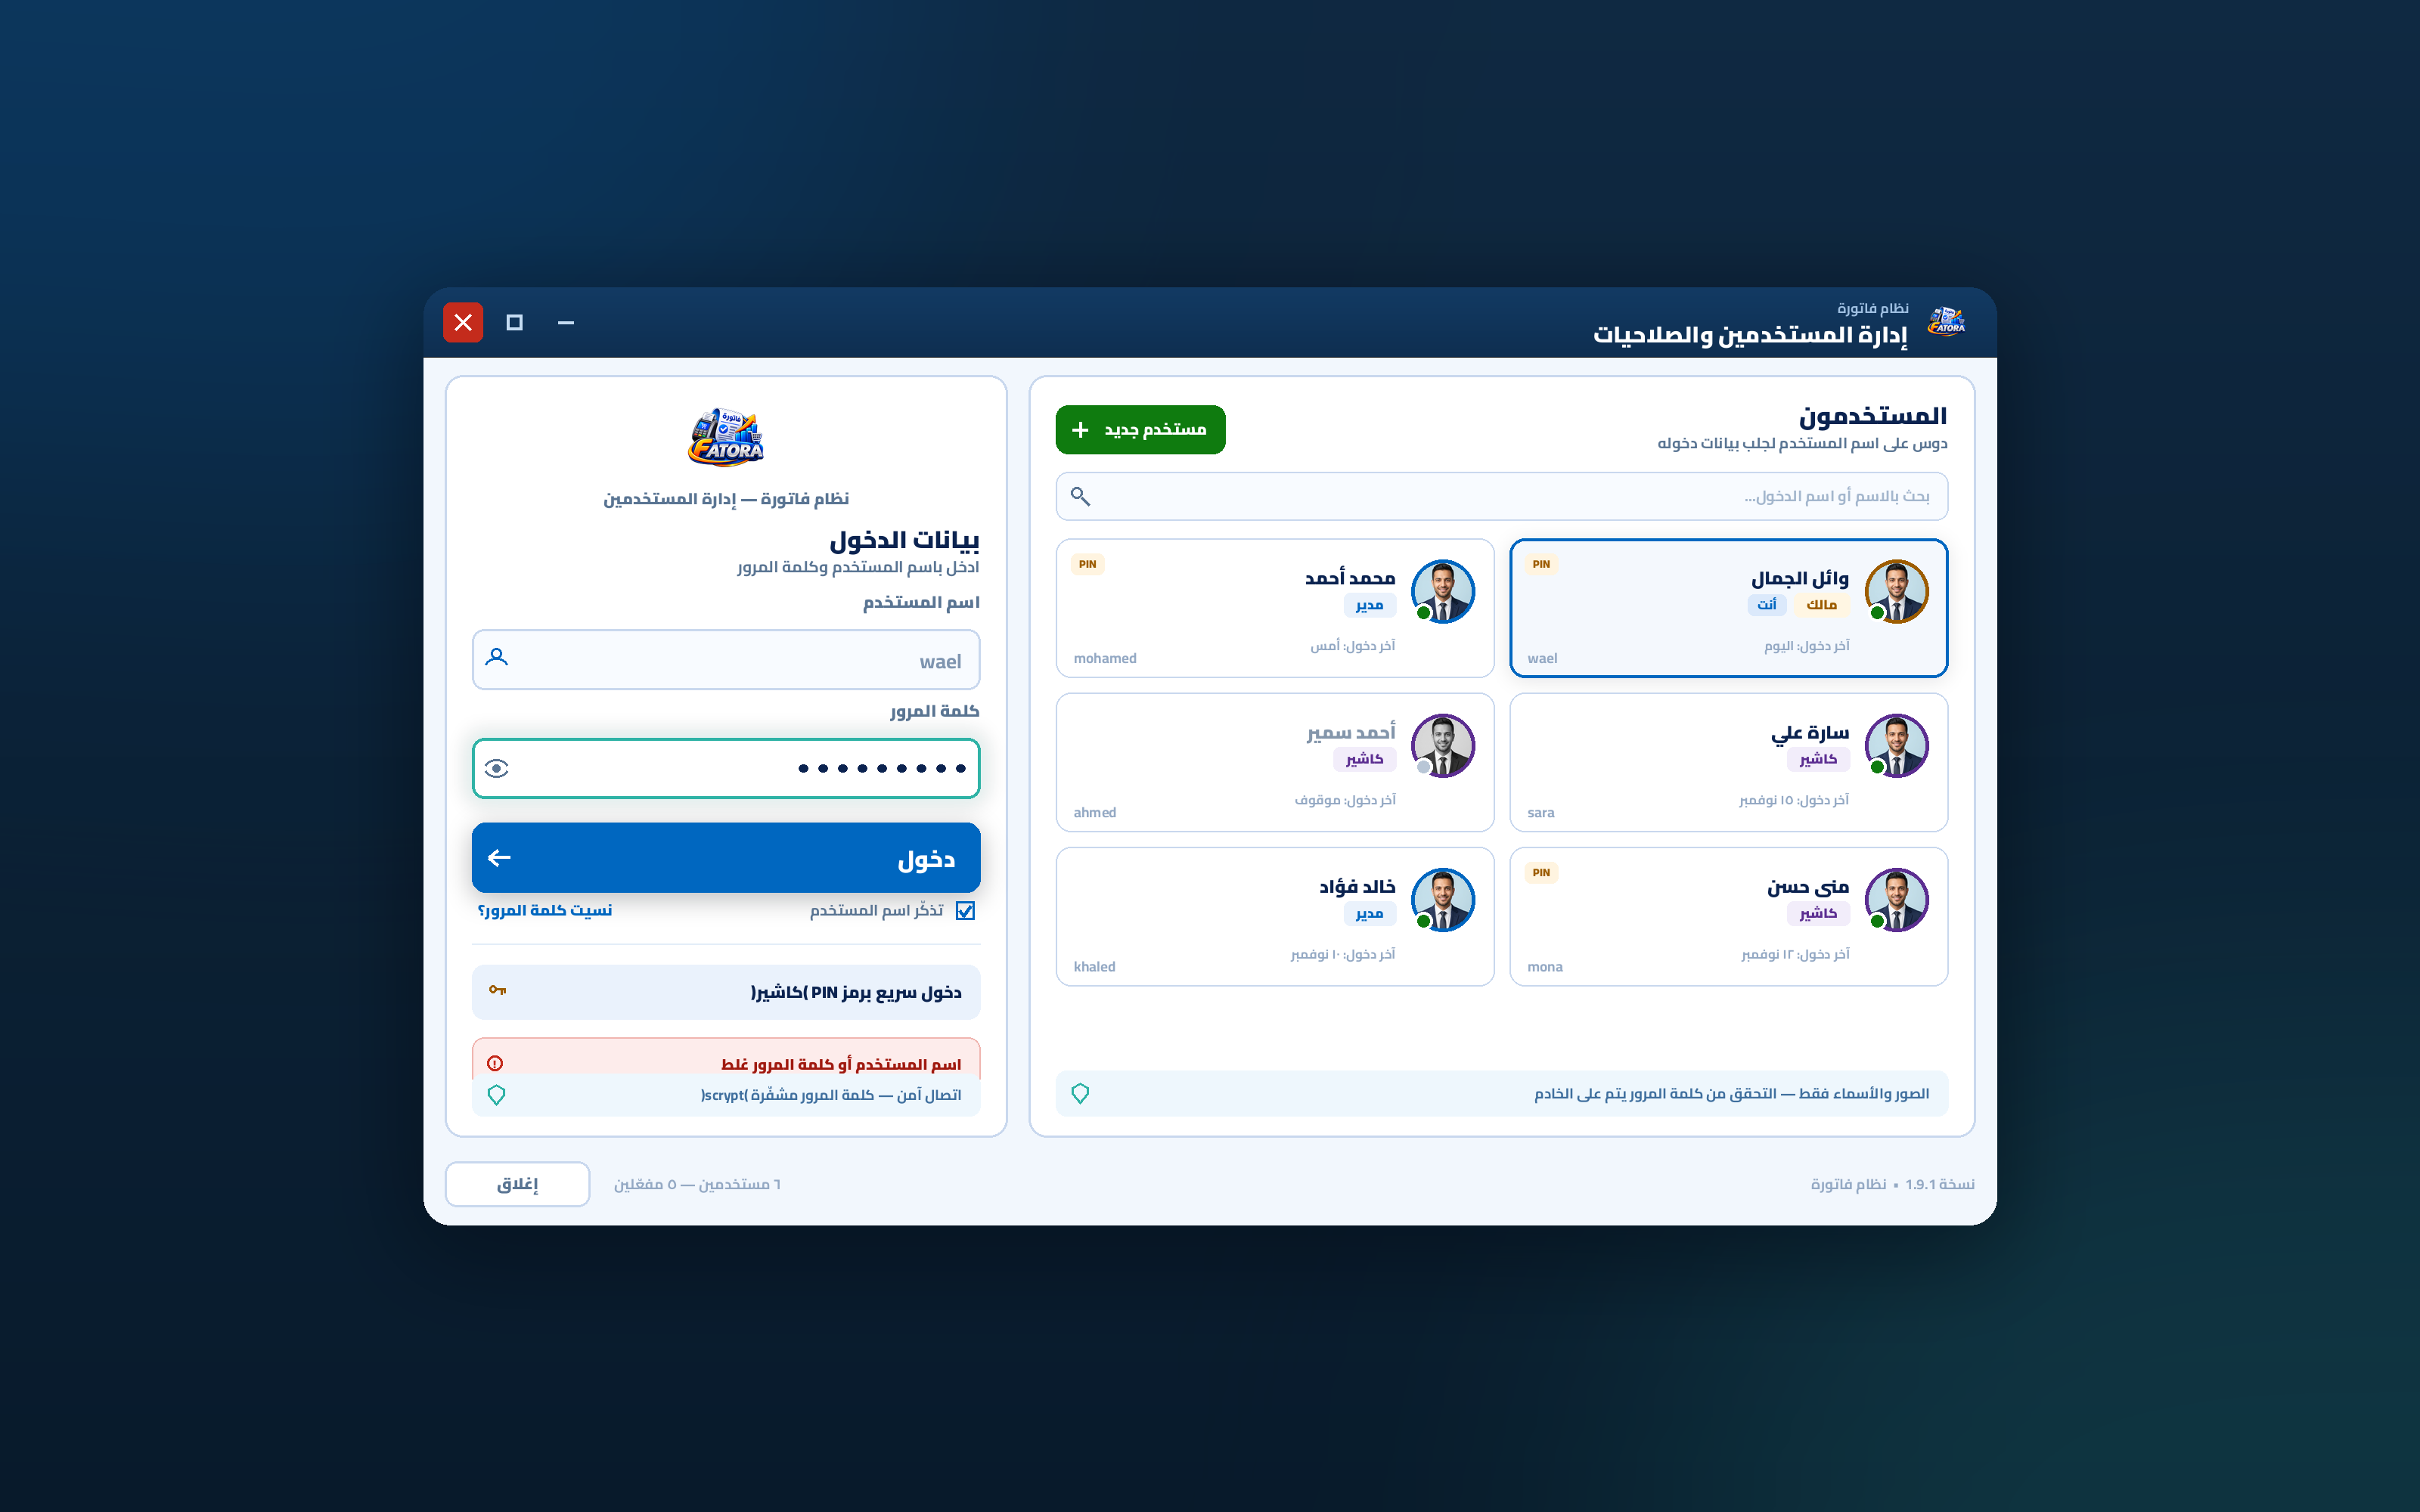 نظام فاتورة
إدارة المستخدمين والصلاحيات
FATORA
المستخدمون
دوس على اسم المستخدم لجلب بيانات دخوله
مستخدم جديد
بحث بالاسم أو اسم الدخول...
وائل الجمال
مالك
أنت
PIN
آخر دخول: اليوم
wael
محمد أحمد
مدير
PIN
آخر دخول: أمس
mohamed
سارة علي
كاشير
آخر دخول: ١٥ نوفمبر
sara
أحمد سمير
كاشير
آخر دخول: موقوف
ahmed
منى حسن
كاشير
PIN
آخر دخول: ١٢ نوفمبر
mona
خالد فؤاد
مدير
آخر دخول: ١٠ نوفمبر
khaled
الصور والأسماء فقط — التحقق من كلمة المرور يتم على الخادم
فاتورة
FATORA
نظام فاتورة — إدارة المستخدمين
بيانات الدخول
ادخل باسم المستخدم وكلمة المرور
اسم المستخدم
wael
كلمة المرور
دخول
تذكّر اسم المستخدم
نسيت كلمة المرور؟
دخول سريع برمز PIN )كاشير(
اسم المستخدم أو كلمة المرور غلط
اتصال آمن — كلمة المرور مشفّرة )scrypt(
نسخة 1.9.1 • نظام فاتورة
٦ مستخدمين — ٥ مفعّلين
إغلاق